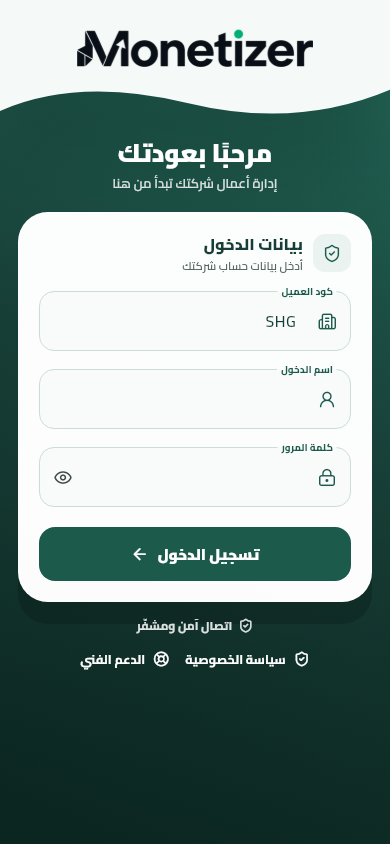 Monetizer
مرحبًا بعودتك
إدارة أعمال شركتك تبدأ من هنا
بيانات الدخول
أدخل بيانات حساب شركتك
كود العميل
SHG
اسم الدخول
كلمة المرور
تسجيل الدخول
اتصال آمن ومشفّر
سياسة الخصوصية الدعم الفني